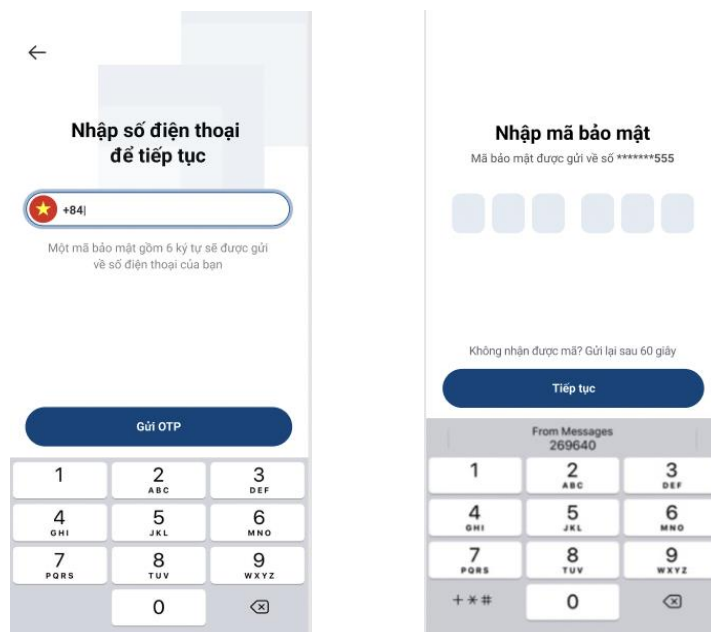 Nhập số điện thoại
để tiếp tục
+84
Một mã bảo mật gồm 6 ký tự sẽ được gửi
về số điện thoại của bạn
Gửi OTP
1
2
ABC
3
DEF
4
GHI
5
JKL
6
MNO
7
PQRS
8
TUV
9
WXYZ
0
Nhập mã bảo mật
Mã bảo mật được gửi về số *******555
Không nhận được mã? Gửi lại sau 60 giây
Tiếp tục
From Messages
269640
1
2
ABC
3
DEF
4
GHI
5
JKL
6
MNO
7
PQRS
8
TUV
9
WXYZ
+*#
0